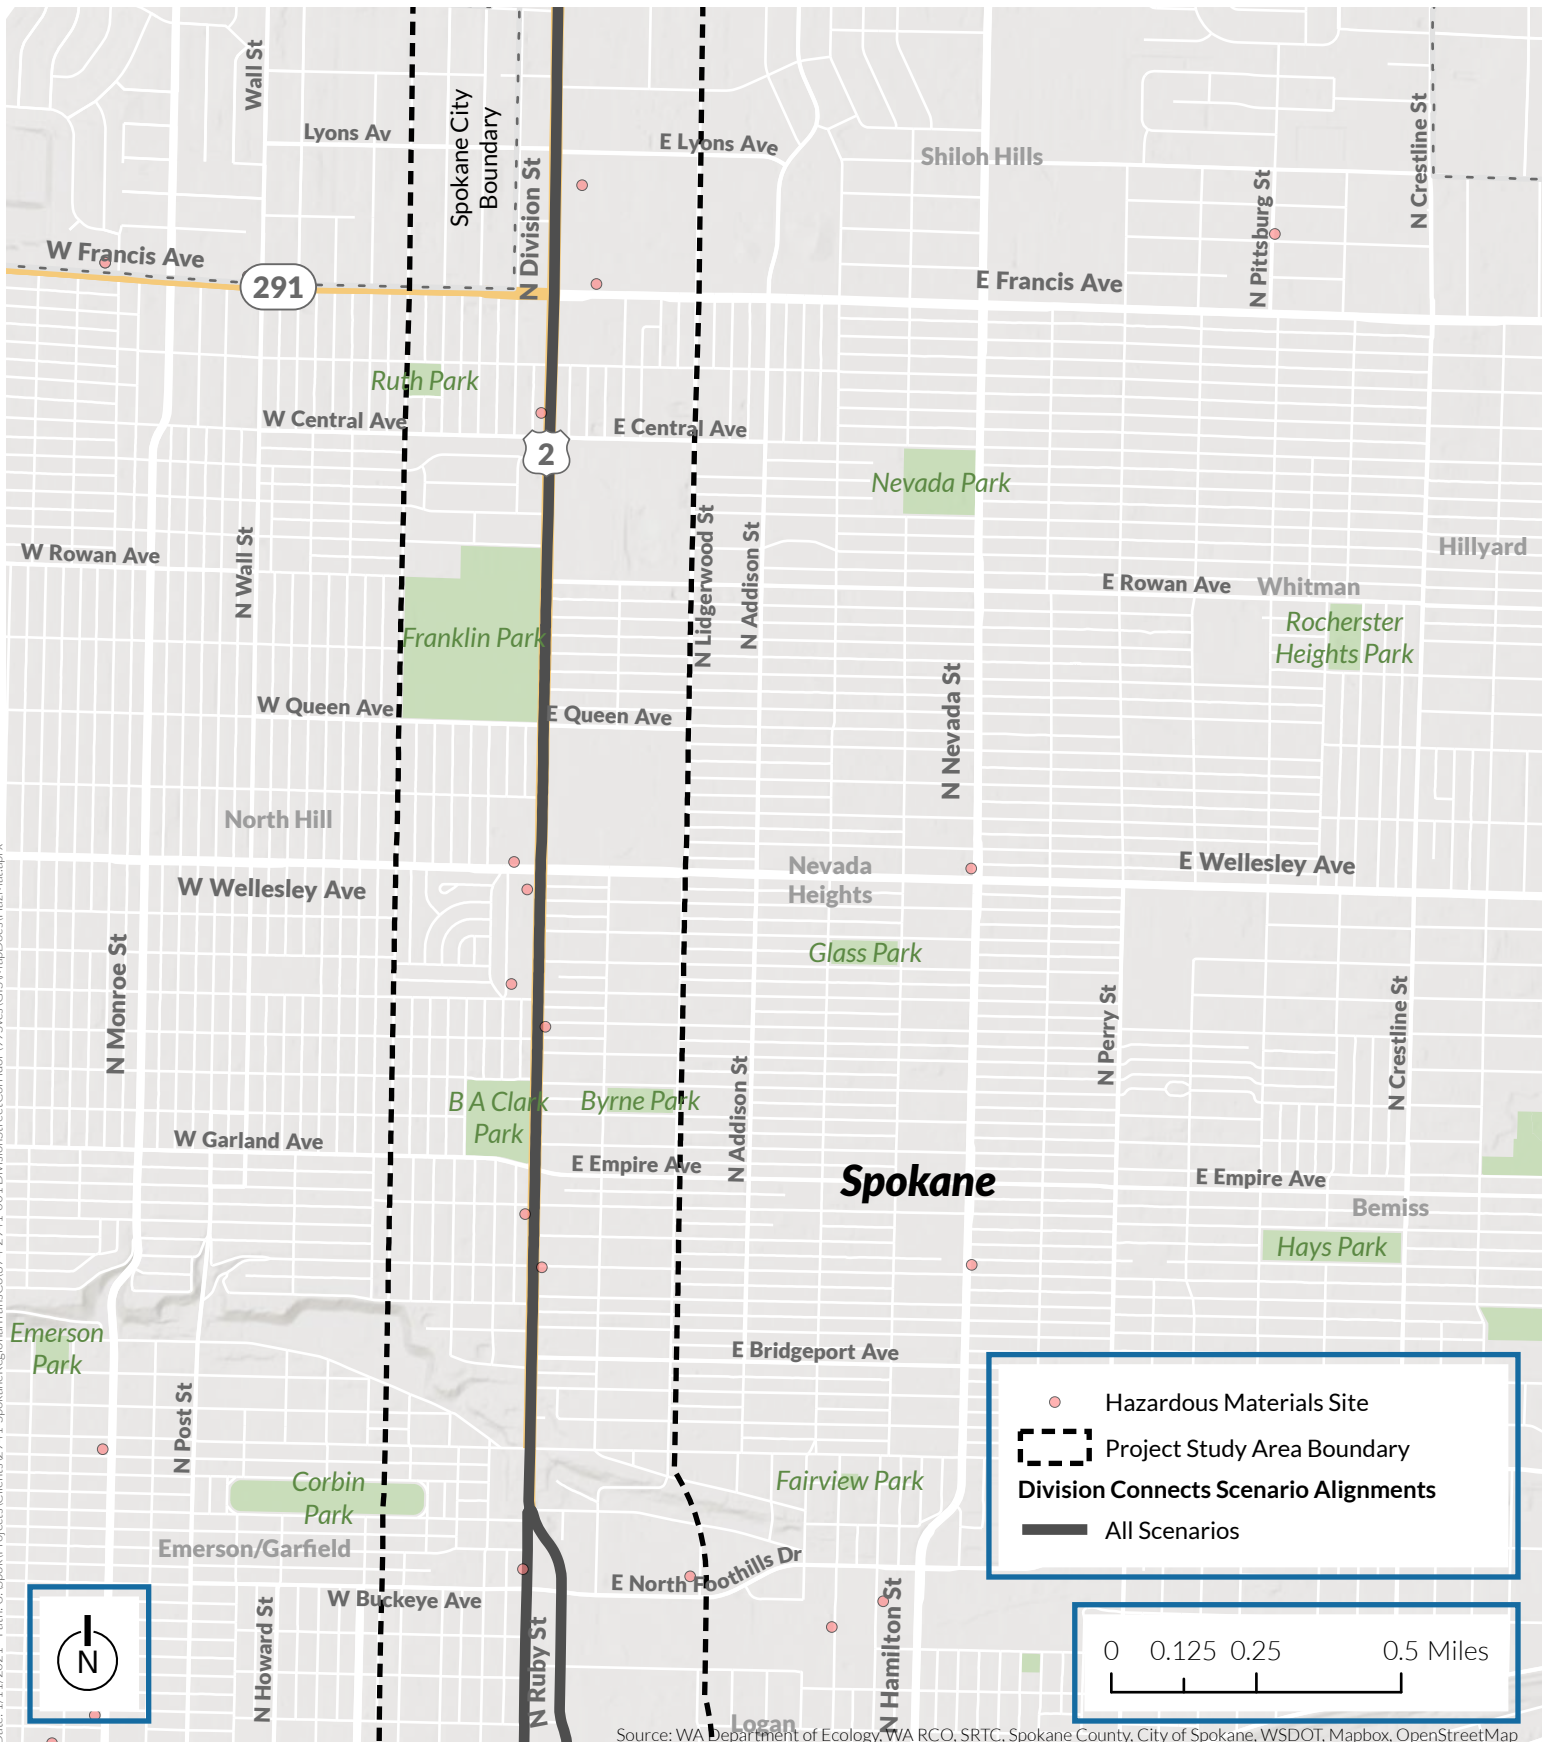 Wall St
Spokane City
Boundary
Lyons Av
E Lyons Ave
Shiloh Hills
N Crestline St
N Division St
N Pittsburg St
W Francis Ave
291
E Francis Ave
Ruth Park
W Central Ave
E Central Ave
2
Nevada Park
W Rowan Ave
N Wall St
N Lidgerwood St
N Addison St
Hillyard
E Rowan Ave
Whitman
Rocherster
Heights Park
Franklin Park
N Nevada St
W Queen Ave
E Queen Ave
North Hill
W Wellesley Ave
Nevada
Heights
E Wellesley Ave
Glass Park
N Monroe St
N Perry St
N Crestline St
B A Clark
Park
Byrne Park
N Addison St
W Garland Ave
E Empire Ave
Spokane
E Empire Ave
Bemiss
Hays Park
Emerson
Park
E Bridgeport Ave
N Post St
Corbin
Park
Fairview Park
Emerson/Garfield
E North Foothills Dr
W Buckeye Ave
N Howard St
N Ruby St
N Hamilton St
Logan
Hazardous Materials Site
Project Study Area Boundary
Division Connects Scenario Alignments
All Scenarios
N
0 0.125 0.25 0.5 Miles
Source: WA Department of Ecology, WA RCO, SRTC, Spokane County, City of Spokane, WSDOT, Mapbox, OpenStreetMap